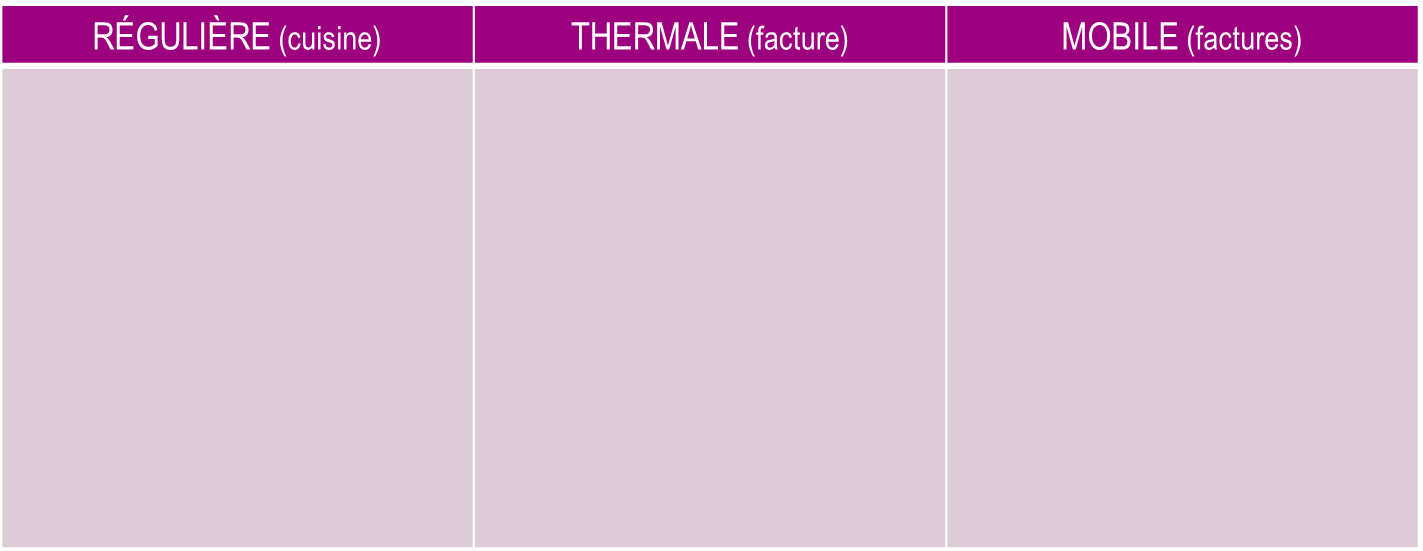 RÉGULIÈRE (cuisine)
THERMALE (facture)
MOBILE (factures)